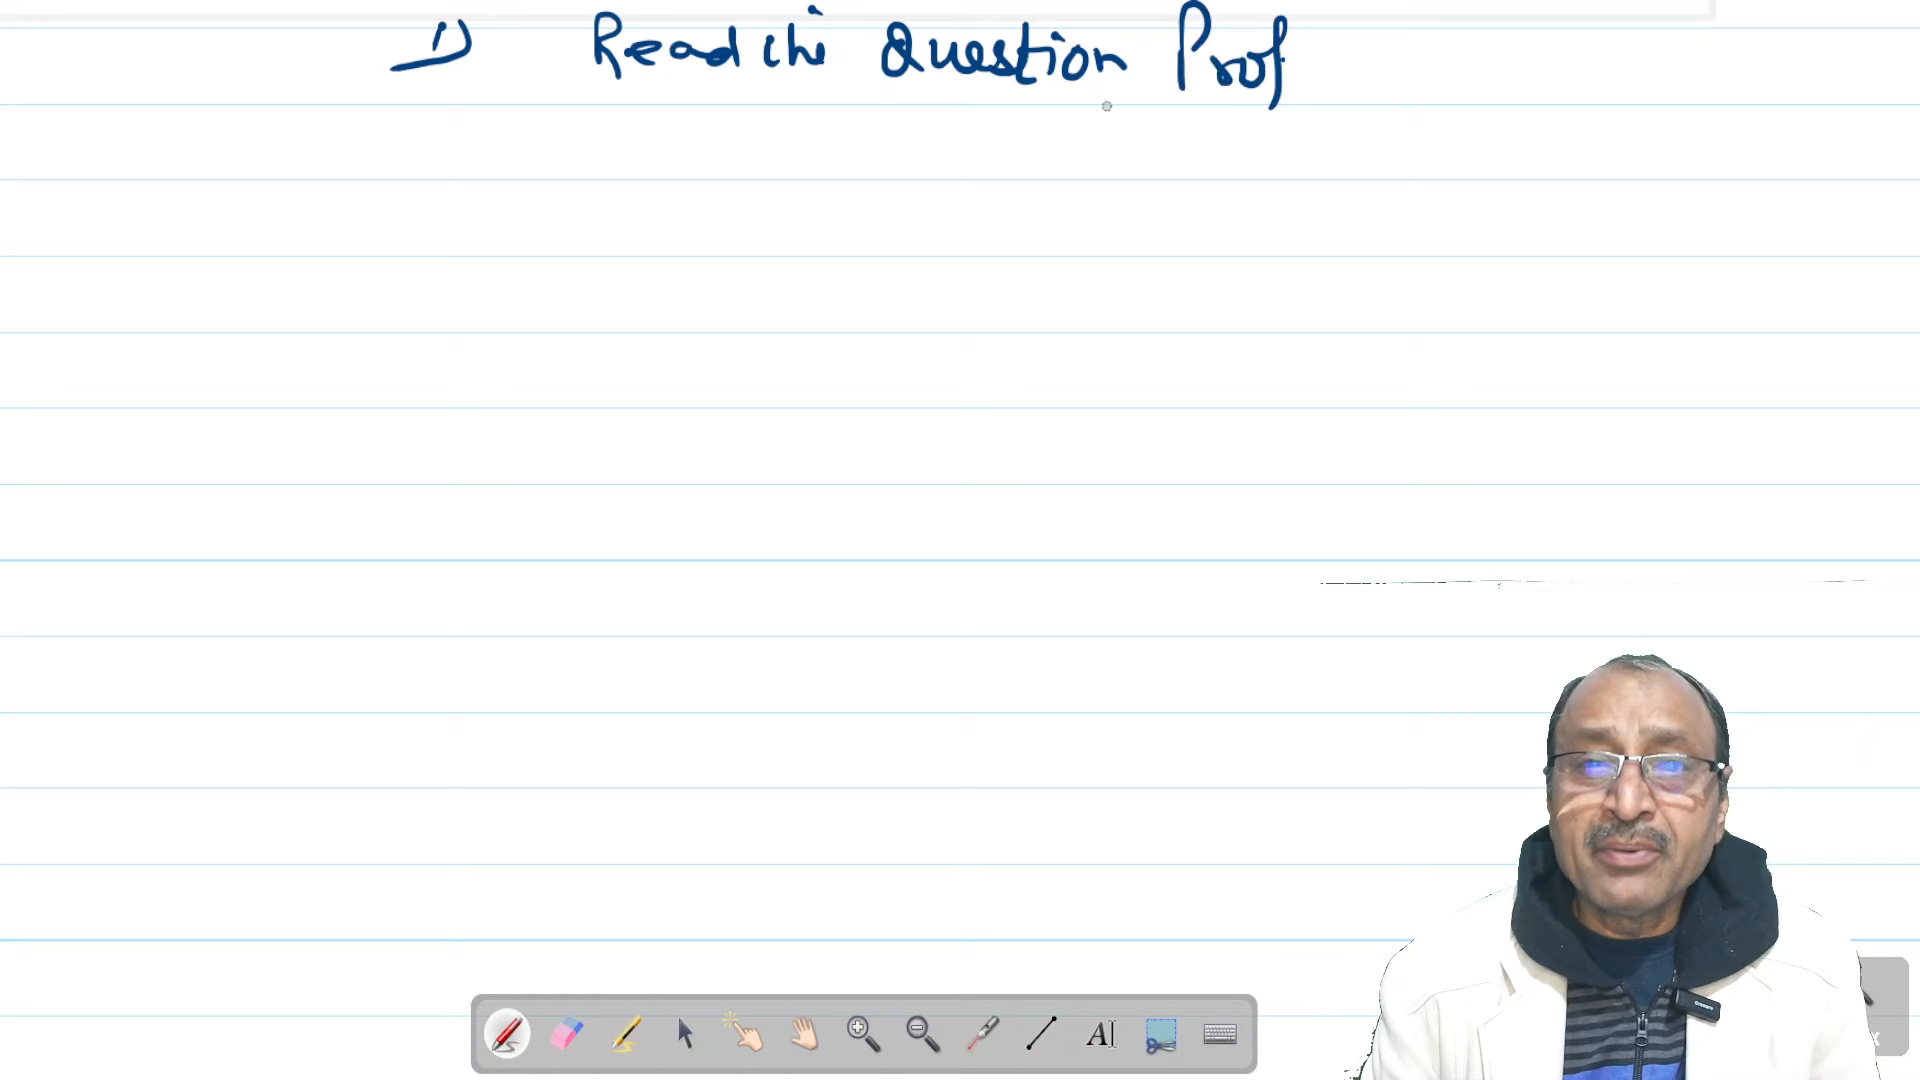 1) Read the Question Prof